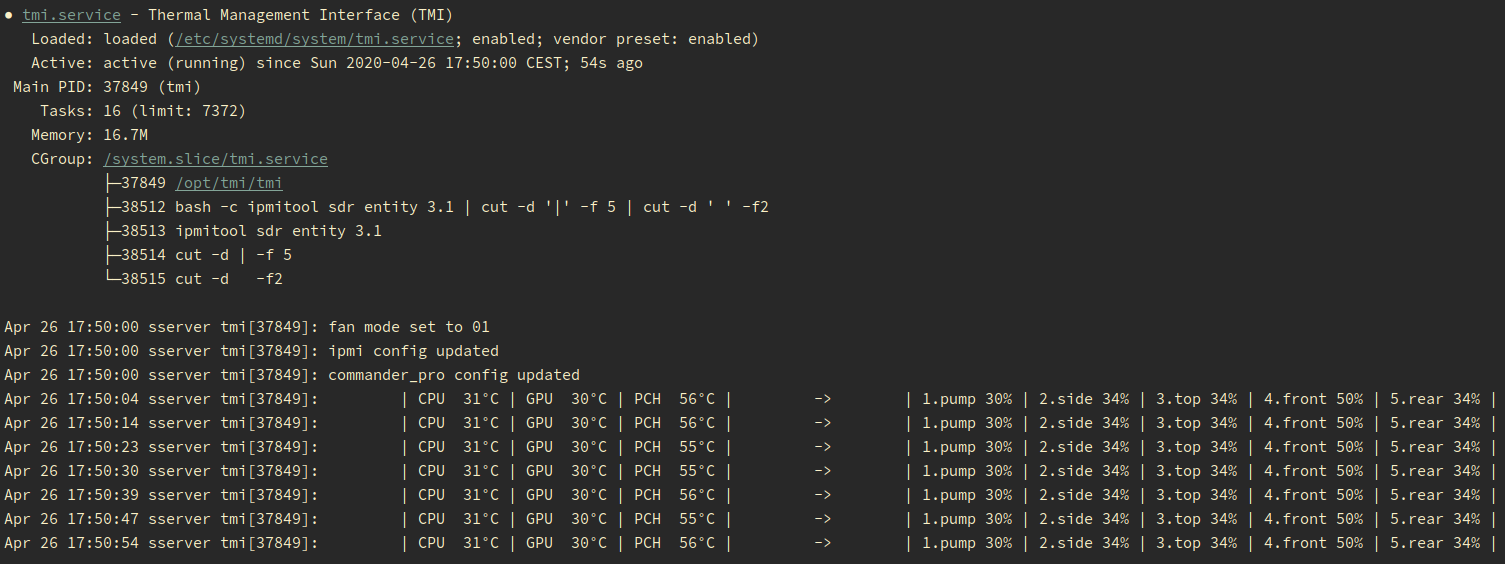 ● tmi.service - Thermal Management Interface (TMI)
   Loaded: loaded (/etc/systemd/system/tmi.service; enabled; vendor preset: enabled)
   Active: active (running) since Sun 2020-04-26 17:50:00 CEST; 54s ago
 Main PID: 37849 (tmi)
    Tasks: 16 (limit: 7372)
   Memory: 16.7M
   CGroup: /system.slice/tmi.service
           ├─37849 /opt/tmi/tmi
           ├─38512 bash -c ipmitool sdr entity 3.1 | cut -d '|' -f 5 | cut -d ' ' -f2
           ├─38513 ipmitool sdr entity 3.1
           ├─38514 cut -d | -f 5
           └─38515 cut -d   -f2
Apr 26 17:50:00 sserver tmi[37849]: fan mode set to 01
Apr 26 17:50:00 sserver tmi[37849]: ipmi config updated
Apr 26 17:50:00 sserver tmi[37849]: commander_pro config updated
Apr 26 17:50:04 sserver tmi[37849]:         | CPU  31°C | GPU  30°C | PCH  56°C |         ->        | 1.pump 30% | 2.side 34% | 3.top 34% | 4.front 50% | 5.rear 34% |
Apr 26 17:50:14 sserver tmi[37849]:         | CPU  31°C | GPU  30°C | PCH  56°C |         ->        | 1.pump 30% | 2.side 34% | 3.top 34% | 4.front 50% | 5.rear 34% |
Apr 26 17:50:23 sserver tmi[37849]:         | CPU  31°C | GPU  30°C | PCH  55°C |         ->        | 1.pump 30% | 2.side 34% | 3.top 34% | 4.front 50% | 5.rear 34% |
Apr 26 17:50:30 sserver tmi[37849]:         | CPU  31°C | GPU  30°C | PCH  55°C |         ->        | 1.pump 30% | 2.side 34% | 3.top 34% | 4.front 50% | 5.rear 34% |
Apr 26 17:50:39 sserver tmi[37849]:         | CPU  31°C | GPU  30°C | PCH  56°C |         ->        | 1.pump 30% | 2.side 34% | 3.top 34% | 4.front 50% | 5.rear 34% |
Apr 26 17:50:47 sserver tmi[37849]:         | CPU  31°C | GPU  30°C | PCH  55°C |         ->        | 1.pump 30% | 2.side 34% | 3.top 34% | 4.front 50% | 5.rear 34% |
Apr 26 17:50:54 sserver tmi[37849]:         | CPU  31°C | GPU  30°C | PCH  56°C |         ->        | 1.pump 30% | 2.side 34% | 3.top 34% | 4.front 50% | 5.rear 34% |